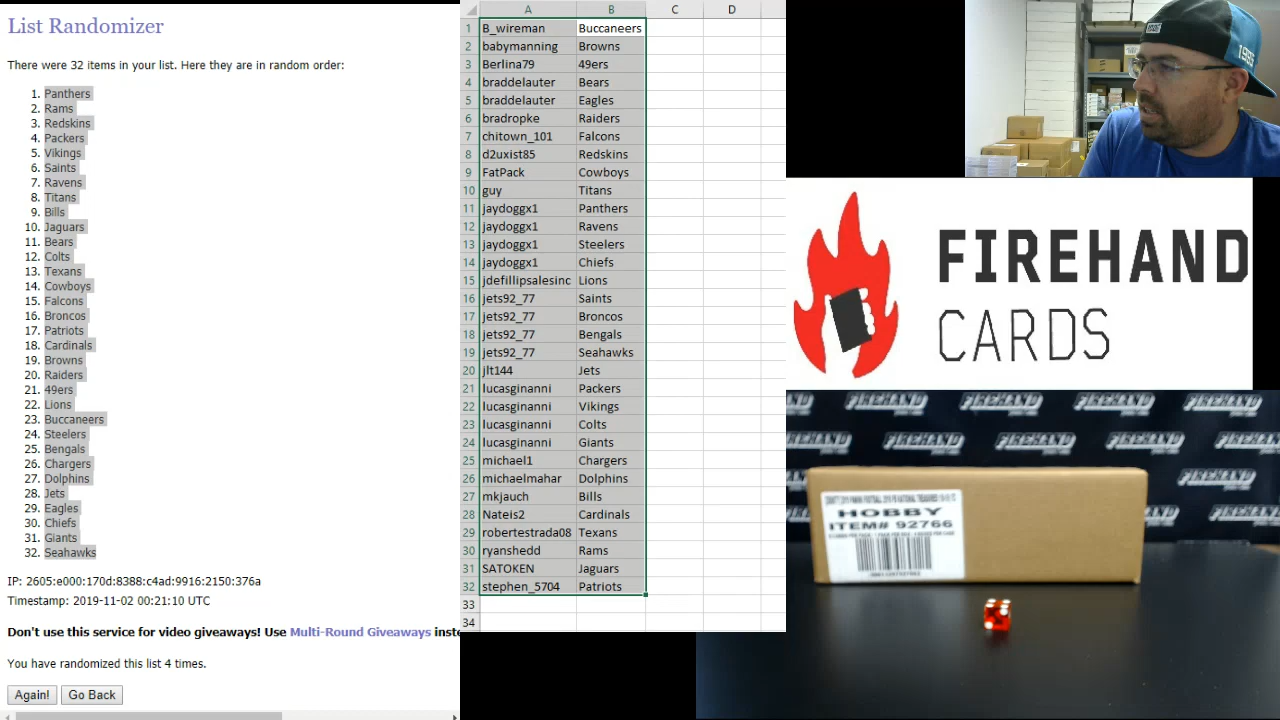 List Randomizer
There were 32 items in your list. Here they are in random order:
1. Panthers
2. Rams
3. Redskins
4. Packers
5. Vikings
6. Saints
7. Ravens
8. Titans
9. Bills
10. Jaguars
11. Bears
12. Colts
13. Texans
14. Cowboys
15. Falcons
16. Broncos
17. Patriots
18. Cardinals
19. Browns
20. Raiders
21. 49ers
22. Lions
23. Buccaneers
24. Steelers
25. Bengals
26. Chargers
27. Dolphins
28. Jets
29. Eagles
30. Chiefs
31. Giants
32. Seahawks
IP: 2605:e000:170d:8388:c4ad:9916:2150:376a
Timestamp: 2019-11-02 00:21:10 UTC
Don't use this service for video giveaways! Use Multi-Round Giveaways inste
You have randomized this list 4 times.
Again! Go Back
A B C D
1 B_wireman Buccaneers
2 babymanning Browns
3 Berlina79 49ers
4 braddelauter Bears
5 braddelauter Eagles
6 bradropke Raiders
7 chitown_101 Falcons
8 d2uxist85 Redskins
9 FatPack Cowboys
10 guy Titans
11 jaydoggx1 Panthers
12 jaydoggx1 Ravens
13 jaydoggx1 Steelers
14 jaydoggx1 Chiefs
15 jdefillipsalesinc Lions
16 jets92_77 Saints
17 jets92_77 Broncos
18 jets92_77 Bengals
19 jets92_77 Seahawks
20 jlt144 Jets
21 lucasginanni Packers
22 lucasginanni Vikings
23 lucasginanni Colts
24 lucasginanni Giants
25 michael1 Chargers
26 michaelmahar Dolphins
27 mkjauch Bills
28 Nateis2 Cardinals
29 robertestrada08 Texans
30 ryanshedd Rams
31 SATOKEN Jaguars
32 stephen_5704 Patriots
33
34
1985
FIREHAND
CARDS
FIREHAND FIREHAND FIREHAND
FIREHAND FIREHAND FIREHAND FIREHAND
HOBBY
ITEM# 92766